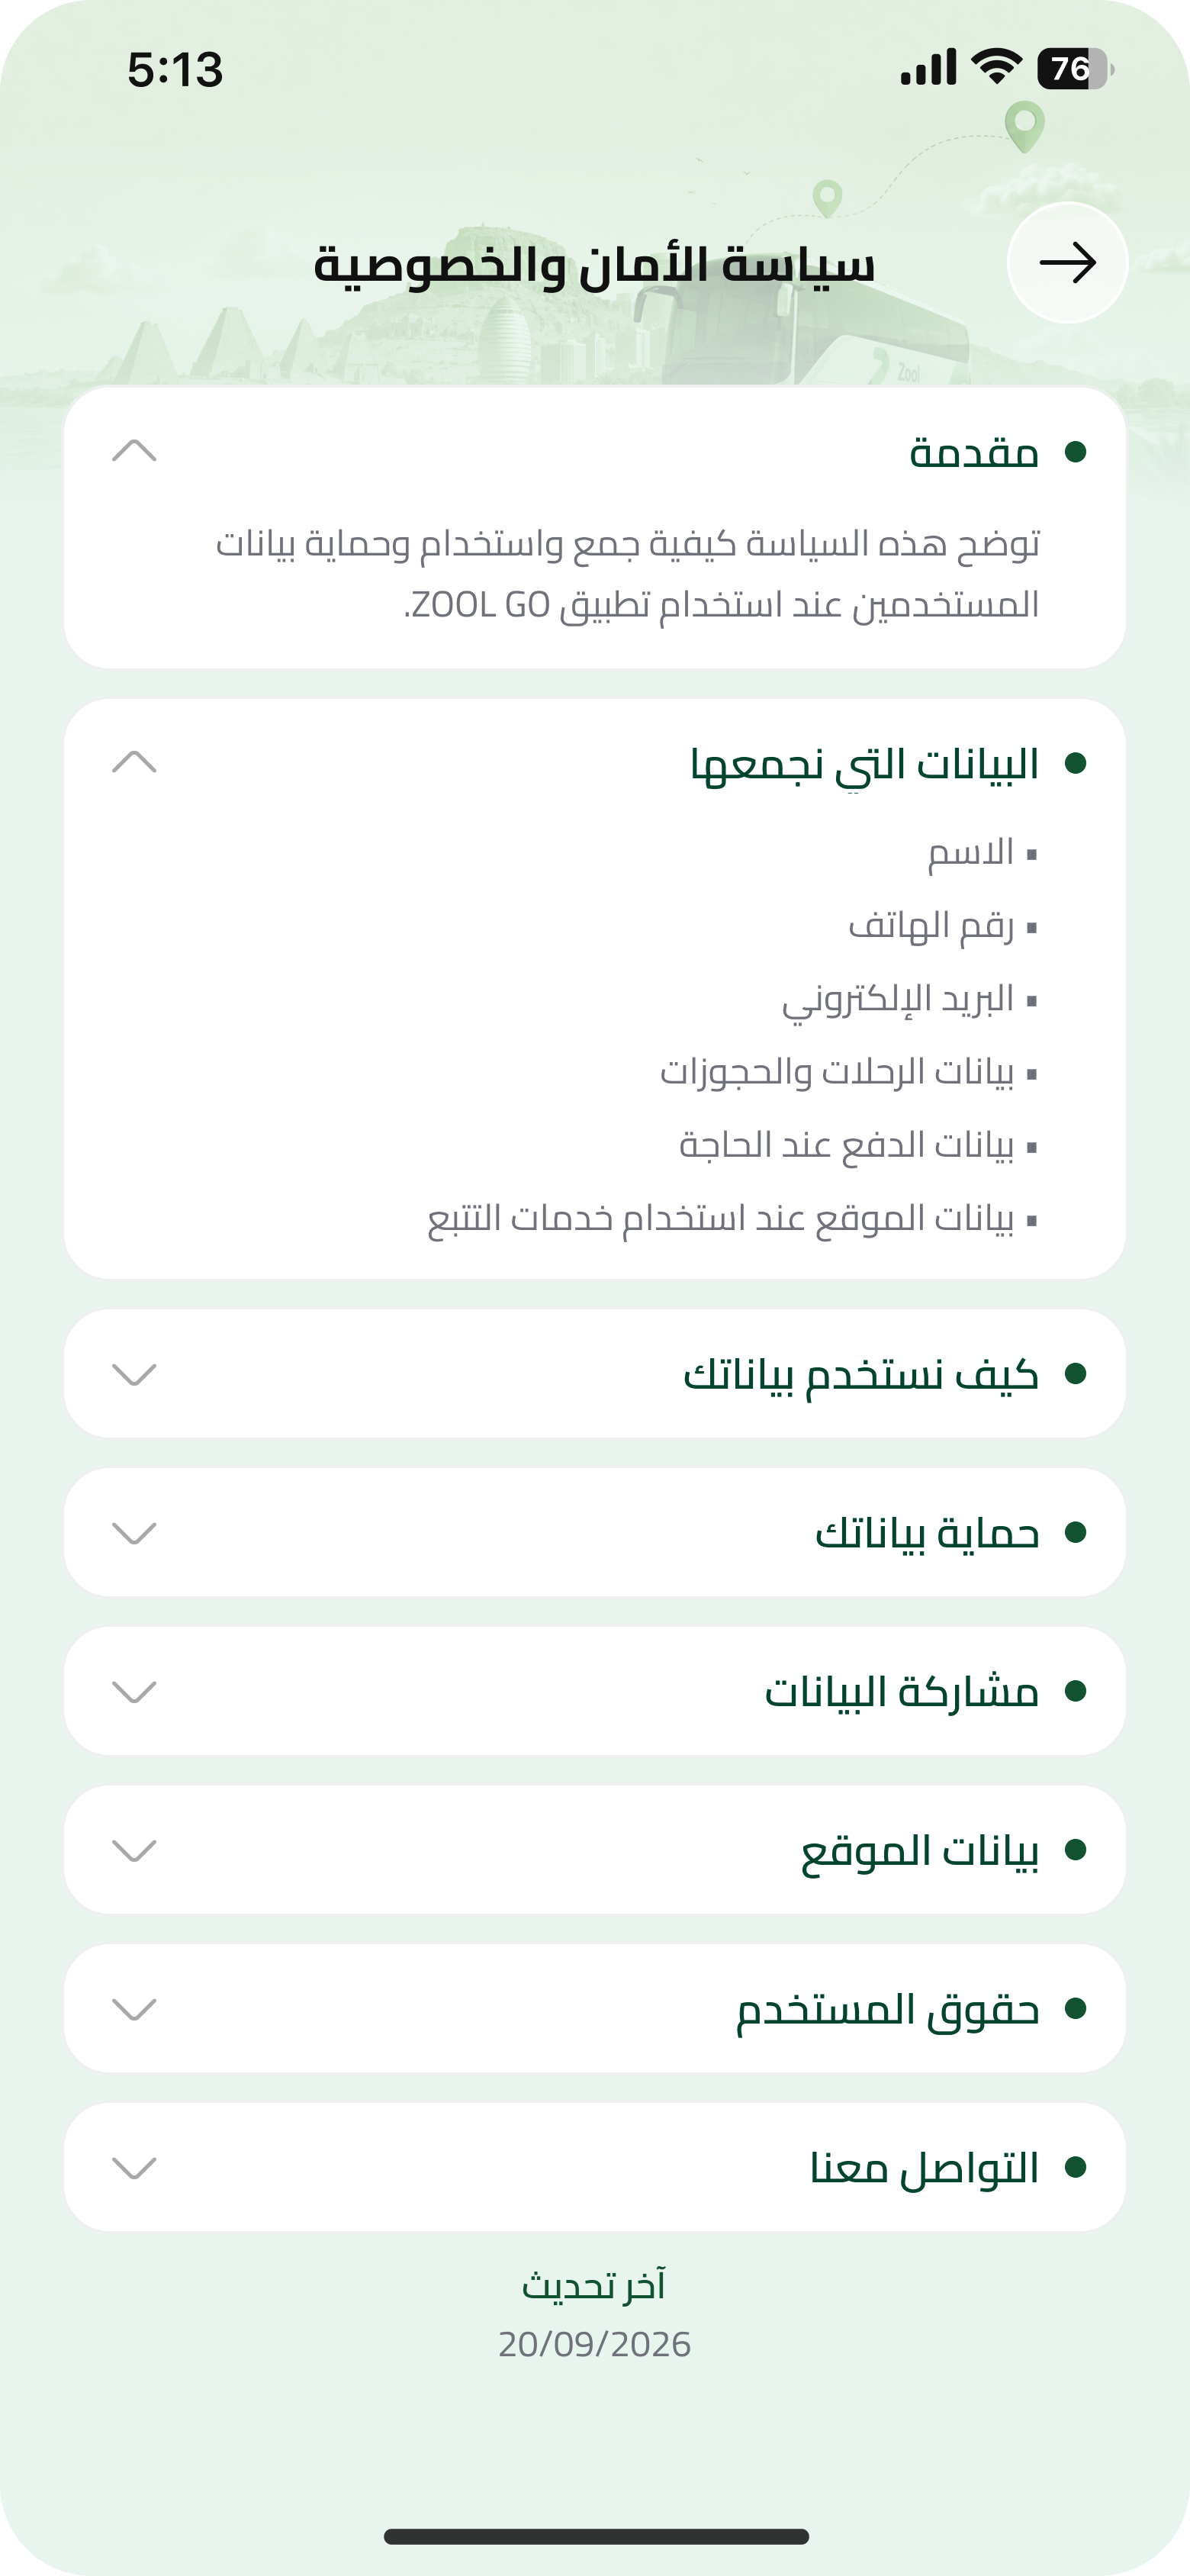 5:13
76
سياسة الأمان والخصوصية
Zool
مقدمة
توضح هذه السياسة كيفية جمع واستخدام وحماية بيانات
المستخدمين عند استخدام تطبيق ZOOL GO.
البيانات التي نجمعها
▪ الاسم
▪ رقم الهاتف
▪ البريد الإلكتروني
▪ بيانات الرحلات والحجوزات
▪ بيانات الدفع عند الحاجة
▪ بيانات الموقع عند استخدام خدمات التتبع
كيف نستخدم بياناتك
حماية بياناتك
مشاركة البيانات
بيانات الموقع
حقوق المستخدم
التواصل معنا
آخر تحديث
20/09/2026